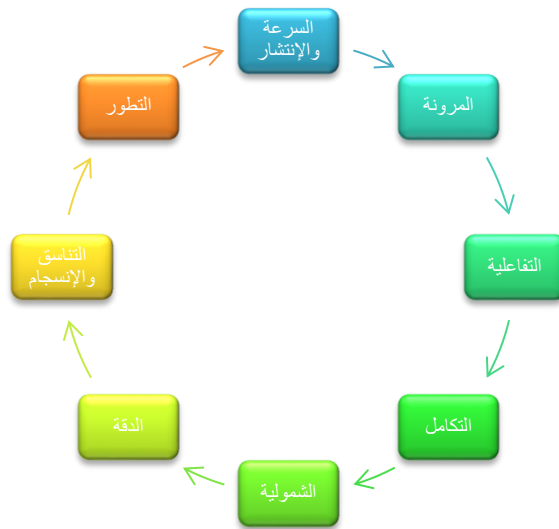 السرعة
والإنتشار
المرونة
التفاعلية
التكامل
الشمولية
الدقة
التناسق
والإنسجام
التطور